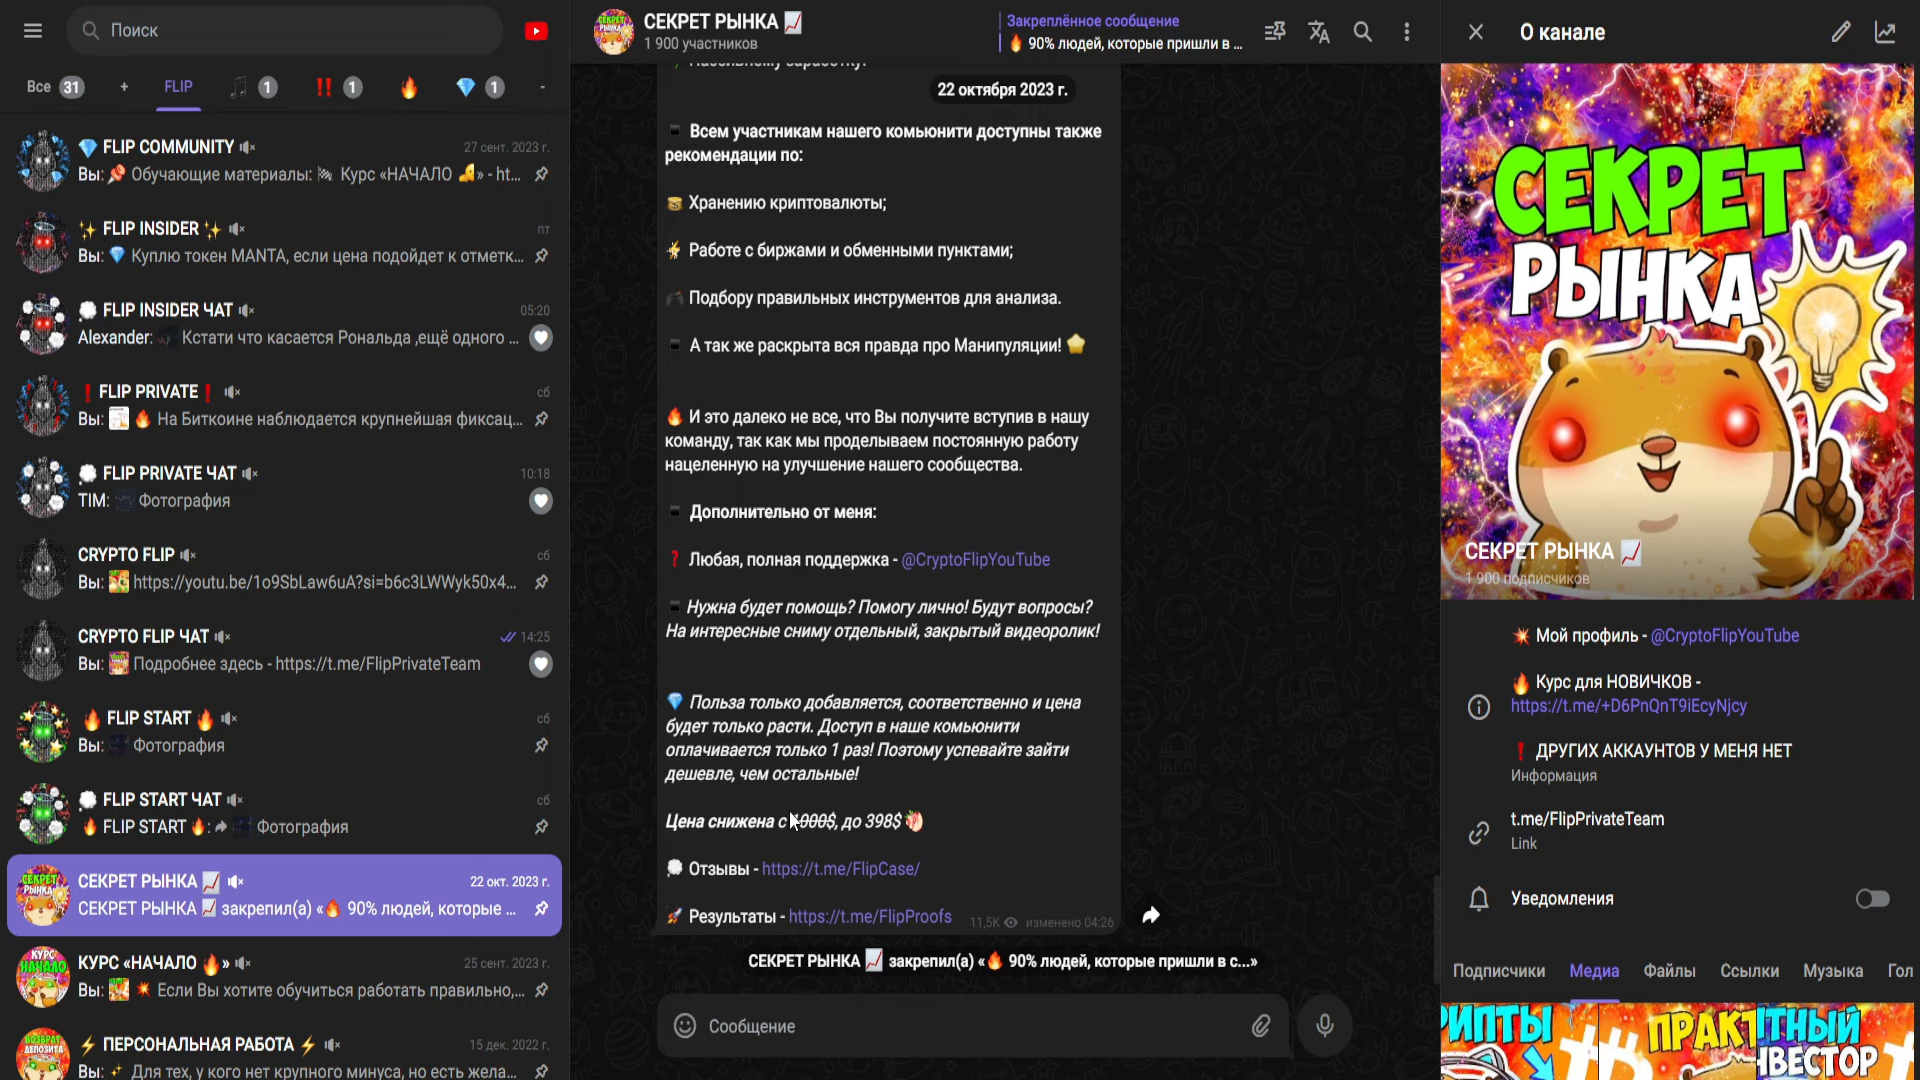 Поиск
Все 31
FLIP
1
1
1
FLIP COMMUNITY
27 сент. 2023 г.
Вы: Обучающие материалы: Курс «НАЧАЛО » - ht...
FLIP INSIDER
пт
Вы: Куплю токен MANTA, если цена подойдет к отметк...
FLIP INSIDER ЧАТ
05:20
Alexander: Кстати что касается Рональда ,ещё одного ...
FLIP PRIVATE
сб
Вы: На Биткоине наблюдается крупнейшая фиксац...
FLIP PRIVATE ЧАТ
10:18
TIM: Фотография
CRYPTO FLIP
сб
Вы: https://youtu.be/1o9SbLaw6uA?si=b6c3LWWyk50x4...
CRYPTO FLIP ЧАТ
14:25
Вы: Подробнее здесь - https://t.me/FlipPrivateTeam
FLIP START
сб
Вы: Фотография
FLIP START ЧАТ
сб
FLIP START : Фотография
СЕКРЕТ РЫНКА
22 окт. 2023 г.
СЕКРЕТ РЫНКА закрепил(а) « 90% людей, которые ...
КУРС «НАЧАЛО »
25 сент. 2023 г.
Вы: Если Вы хотите обучиться работать правильно,...
ПЕРСОНАЛЬНАЯ РАБОТА
15 дек. 2022 г.
Вы: Для тех, у кого нет крупного минуса, но есть жела...
СЕКРЕТ РЫНКА
1 900 участников
Закреплённое сообщение
90% людей, которые пришли в ...
22 октября 2023 г.
Всем участникам нашего комьюнити доступны также
рекомендации по:
Хранению криптовалюты;
Работе с биржами и обменными пунктами;
Подбору правильных инструментов для анализа.
А так же раскрыта вся правда про Манипуляции!
И это далеко не все, что Вы получите вступив в нашу
команду, так как мы проделываем постоянную работу
нацеленную на улучшение нашего сообщества.
Дополнительно от меня:
Любая, полная поддержка - @CryptoFlipYouTube
Нужна будет помощь? Помогу лично! Будут вопросы?
На интересные сниму отдельный, закрытый видеоролик!
Польза только добавляется, соответственно и цена
будет только расти. Доступ в наше комьюнити
оплачивается только 1 раз! Поэтому успевайте зайти
дешевле, чем остальные!
Цена снижена с 000$, до 398$
Отзывы - https://t.me/FlipCase/
Результаты - https://t.me/FlipProofs
11,5K изменено 04:26
СЕКРЕТ РЫНКА закрепил(а) « 90% людей, которые пришли в с...»
Сообщение
О канале
СЕКРЕТ
РЫНКА
СЕКРЕТ РЫНКА
1 900 подписчиков
Мой профиль - @CryptoFlipYouTube
Курс для НОВИЧКОВ -
https://t.me/+D6PnQnT9iEcyNjcy
ДРУГИХ АККАУНТОВ У МЕНЯ НЕТ
Информация
t.me/FlipPrivateTeam
Link
Уведомления
Подписчики Медиа Файлы Ссылки Музыка Гол